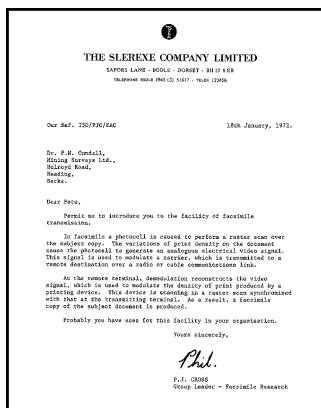 THE SLEREXE COMPANY LIMITED
SAPORS LANE - BOOLE - DORSET - BH 25 8 ER
TELEPHONE BOOLE (945 13) 51617 - TELEX 123456
Our Ref. 350/PJC/EAC
18th January, 1972.
Dr. P.N. Cundall,
Mining Surveys Ltd.,
Holroyd Road,
Reading,
Berks.
Dear Pete,
Permit me to introduce you to the facility of facsimile
transmission.
In facsimile a photocell is caused to perform a raster scan over
the subject copy. The variations of print density on the document
cause the photocell to generate an analogous electrical video signal.
This signal is used to modulate a carrier, which is transmitted to a
remote destination over a radio or cable communications link.
At the remote terminal, demodulation reconstructs the video
signal, which is used to modulate the density of print produced by a
printing device. This device is scanning in a raster scan synchronised
with that at the transmitting terminal. As a result, a facsimile
copy of the subject document is produced.
Probably you have uses for this facility in your organisation.
Yours sincerely,
Phil.
P.J. CROSS
Group Leader - Facsimile Research